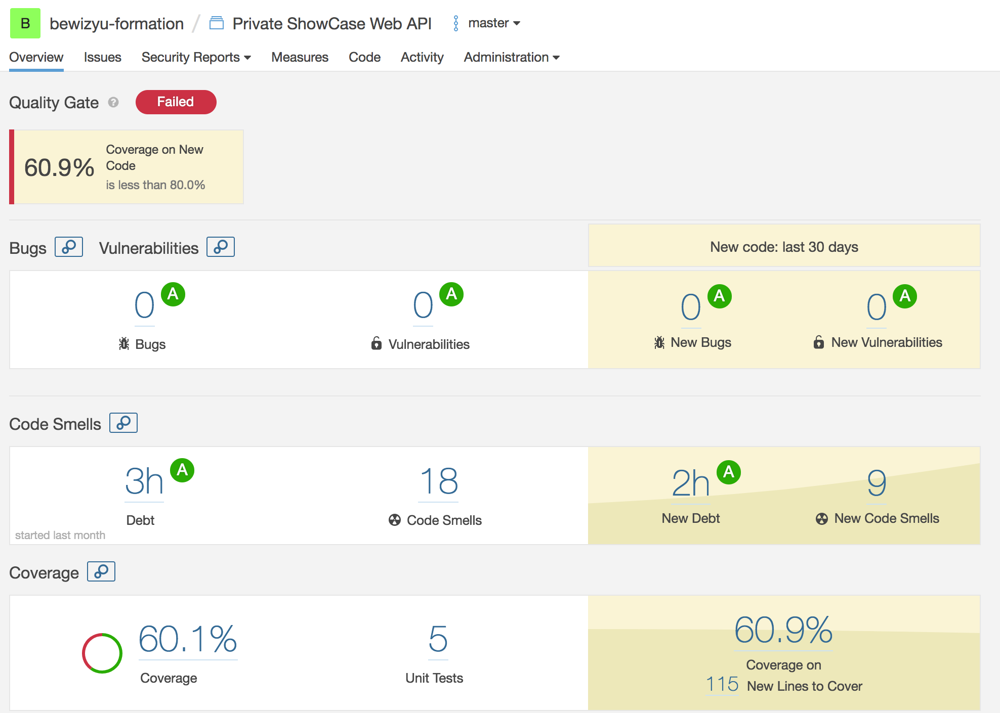 B bewizyu-formation / Private ShowCase Web API master
Overview Issues Security Reports Measures Code Activity Administration
Quality Gate ? Failed
60.9%
Coverage on New
Code
is less than 80.0%
Bugs Vulnerabilities
New code: last 30 days
0 A
Bugs
0 A
Vulnerabilities
0 A
New Bugs
0 A
New Vulnerabilities
Code Smells
3h A
Debt
started last month
18
Code Smells
2h A
New Debt
9
New Code Smells
Coverage
60.1%
Coverage
5
Unit Tests
60.9%
Coverage on
115 New Lines to Cover